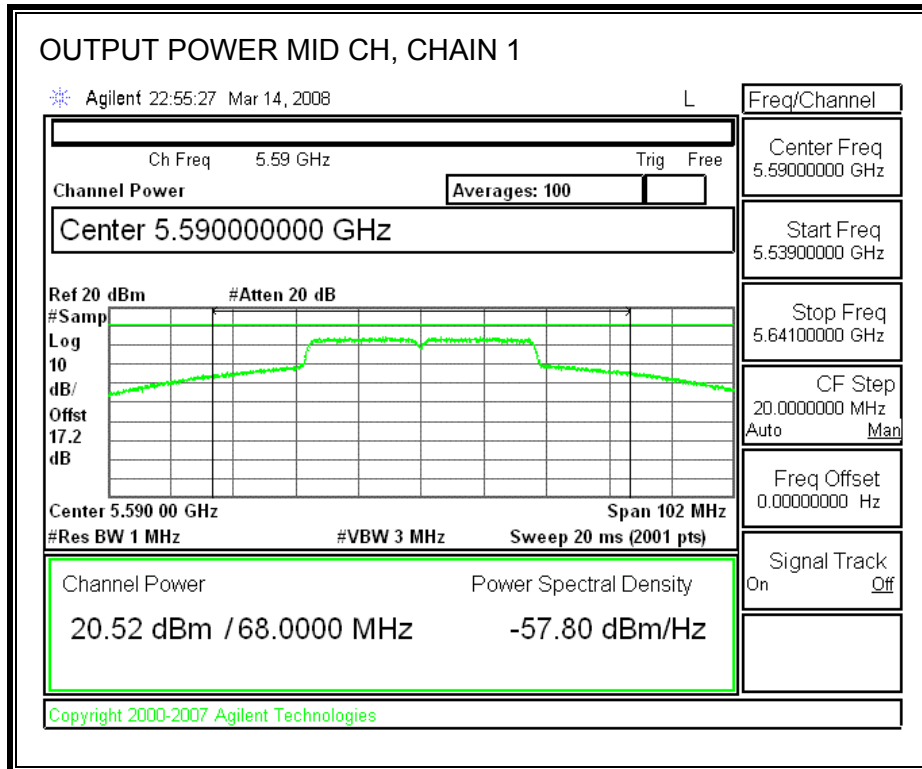 OUTPUT POWER MID CH, CHAIN 1
Agilent 22:55:27 Mar 14, 2008 L
Freq/Channel
Ch Freq 5.59 GHz Trig Free
Channel Power Averages: 100
Center 5.590000000 GHz
Ref 20 dBm #Atten 20 dB
#Samp
Log
10
dB/
Offst
17.2
dB
Center 5.590 00 GHz Span 102 MHz
#Res BW 1 MHz #VBW 3 MHz Sweep 20 ms (2001 pts)
Channel Power Power Spectral Density
20.52 dBm / 68.0000 MHz -57.80 dBm/Hz
Center Freq
5.59000000 GHz
Start Freq
5.53900000 GHz
Stop Freq
5.64100000 GHz
CF Step
20.0000000 MHz
Auto Man
Freq Offset
0.00000000 Hz
Signal Track
On Off
Copyright 2000-2007 Agilent Technologies